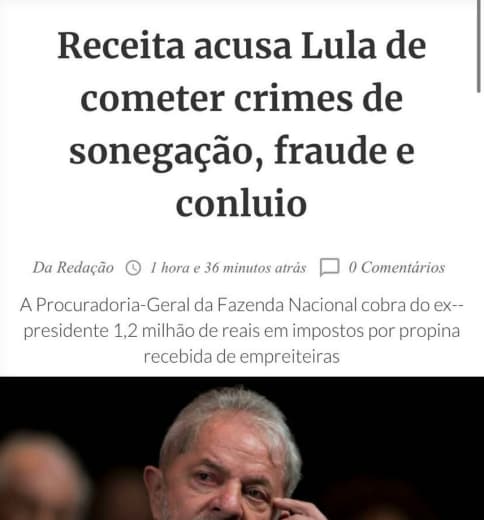 Receita acusa Lula de
cometer crimes de
sonegação, fraude e
conluio
Da Redação 1 hora e 36 minutos atrás 0 Comentários
A Procuradoria-Geral da Fazenda Nacional cobra do ex--
presidente 1,2 milhão de reais em impostos por propina
recebida de empreiteiras